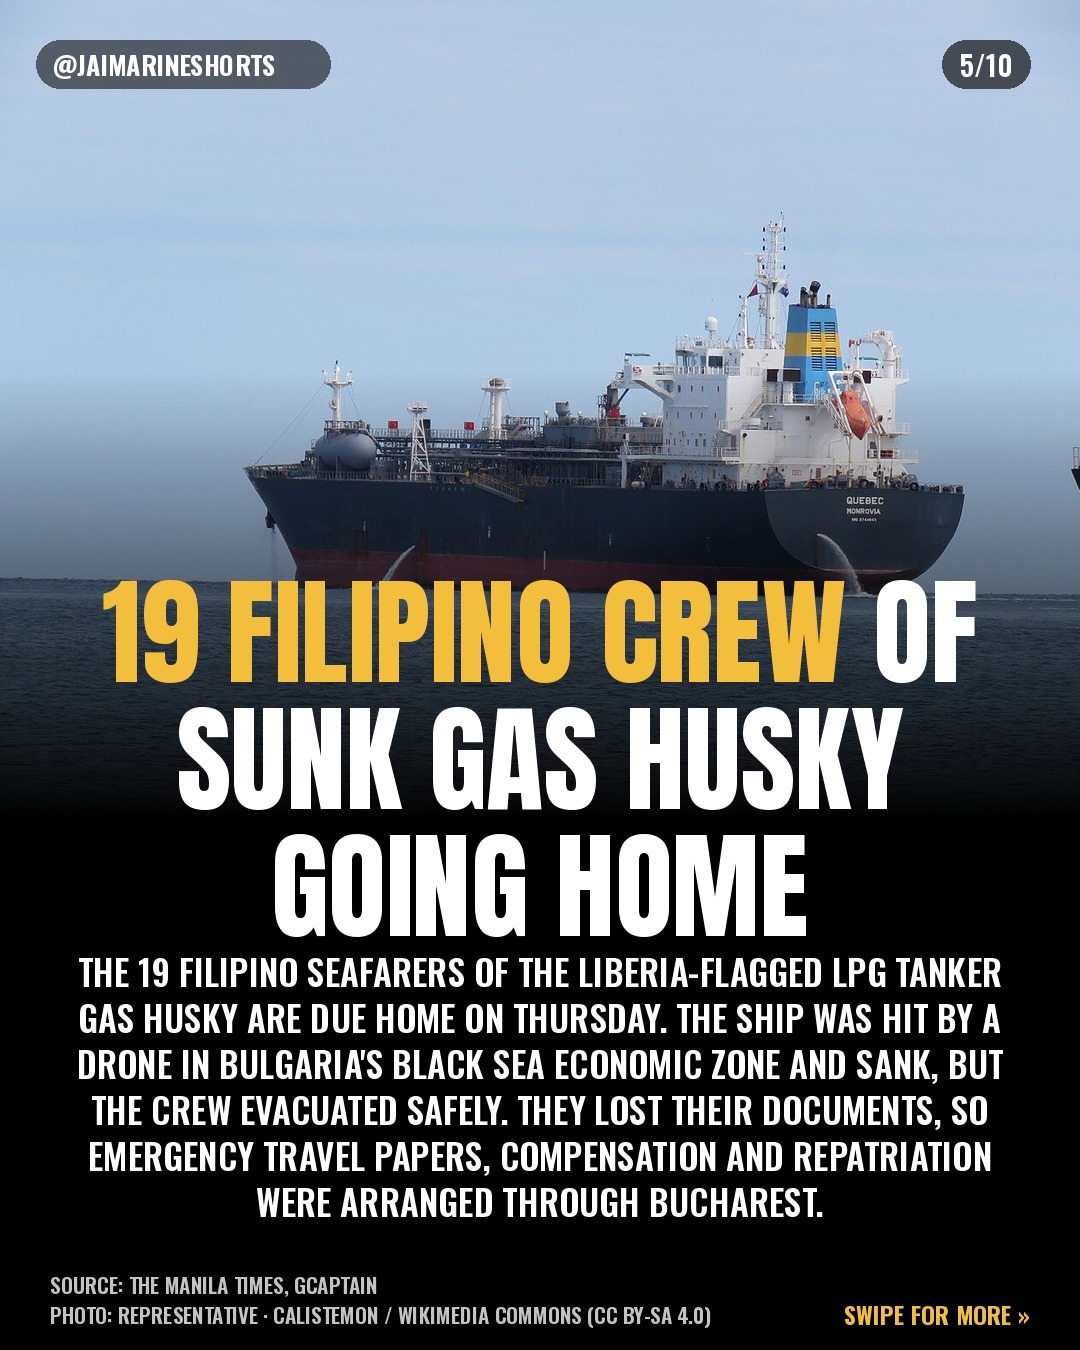 @JAIMARINESHORTS
5/10
QUEBEC
MONROVIA
19 FILIPINO CREW OF
SUNK GAS HUSKY
GOING HOME
THE 19 FILIPINO SEAFARERS OF THE LIBERIA-FLAGGED LPG TANKER
GAS HUSKY ARE DUE HOME ON THURSDAY. THE SHIP WAS HIT BY A
DRONE IN BULGARIA'S BLACK SEA ECONOMIC ZONE AND SANK, BUT
THE CREW EVACUATED SAFELY. THEY LOST THEIR DOCUMENTS, SO
EMERGENCY TRAVEL PAPERS, COMPENSATION AND REPATRIATION
WERE ARRANGED THROUGH BUCHAREST.
SOURCE: THE MANILA TIMES, GCAPTAIN
PHOTO: REPRESENTATIVE · CALISTEMON / WIKIMEDIA COMMONS (CC BY-SA 4.0)
SWIPE FOR MORE »